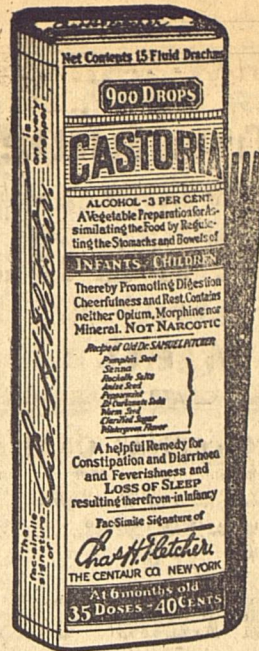 Net Contents 15 Fluid Drachms
900 DROPS
CASTORIA
ALCOHOL-3 PER CENT.
A Vegetable Preparation for As-
similating the Food by Regula-
ting the Stomachs and Bowels of
INFANTS CHILDREN
Thereby Promoting Digestion
Cheerfulness and Rest. Contains
neither Opium, Morphine nor
Mineral. NOT NARCOTIC
Recipe of Old Dr. SAMUEL PITCHER
Pumpkin Seed
Senna
Rochelle Salts
Anise Seed
Peppermint
Bi Carbonate Soda
Worm Seed
Clarified Sugar
Wintergreen Flavor
A helpful Remedy for
Constipation and Diarrhoea
and Feverishness and
LOSS OF SLEEP
resulting therefrom-in Infancy
Fac-Simile Signature of
Chas. H. Fletcher.
THE CENTAUR CO. NEW YORK
At 6 months old
35 DOSES - 40 CENTS
The
fac-simile
signature
of
Chas. H. Fletcher.
is
on every
wrapper